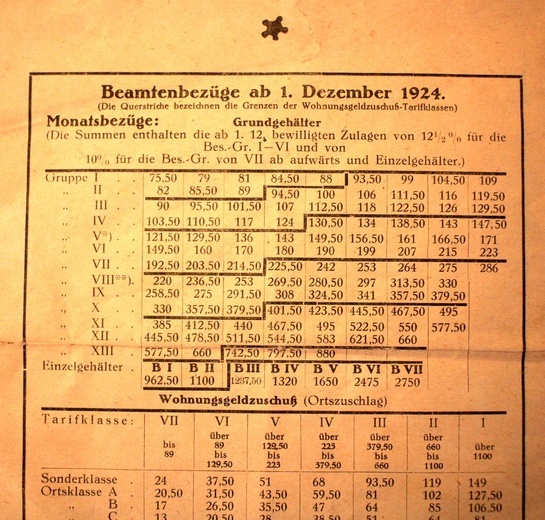 Beamtenbezüge ab 1. Dezember 1924.
(Die Querstriche bezeichnen die Grenzen der Wohnungsgeldzuschuß-Tarifklassen)
Monatsbezüge: Grundgehälter
(Die Summen enthalten die ab 1. 12. bewilligten Zulagen von 12 1/2 % für die
Bes.-Gr. I—VI und von
10% für die Bes.-Gr. von VII ab aufwärts und Einzelgehälter.)
Gruppe I . . 75,50 79 81 84,50 88 93,50 99 104,50 109
„ II . . 82 85,50 89 94,50 100 106 111,50 116 119,50
„ III . . 90 95,50 101,50 107 112,50 118 122,50 126 129,50
„ IV . . 103,50 110,50 117 124 130,50 134 138,50 143 147,50
„ V*) . 121,50 129,50 136 143 149,50 156,50 161 166,50 171
„ VI . . 149,50 160 170 180 190 199 207 215 223
„ VII . . 192,50 203,50 214,50 225,50 242 253 264 275 286
„ VIII**). 220 236,50 253 269,50 280,50 297 313,50 330
„ IX . . 258,50 275 291,50 308 324,50 341 357,50 379,50
„ X . . 330 357,50 379,50 401,50 423,50 445,50 467,50 495
„ XI . . 385 412,50 440 467,50 495 522,50 550 577,50
„ XII . . 445,50 478,50 511,50 544,50 583 621,50 660
„ XIII . . 577,50 660 742,50 797,50 880
Einzelgehälter . B I B II B III B IV B V B VI B VII
962,50 1100 1237,50 1320 1650 2475 2750
Wohnungsgeldzuschuß (Ortszuschlag)
Tarifklasse: VII VI V IV III II I
über über über über über
bis 89 129,50 223 379,50 660 über
89 bis bis bis bis bis 1100
129,50 223 379,50 660 1100
Sonderklasse . 24 37,50 51 68 93,50 119 149
Ortsklasse A . 20,50 31,50 43,50 59,50 81 102 127,50
„ B . 17 26,50 35,50 47 64 85 106,50
„ C . 13 20,50 28